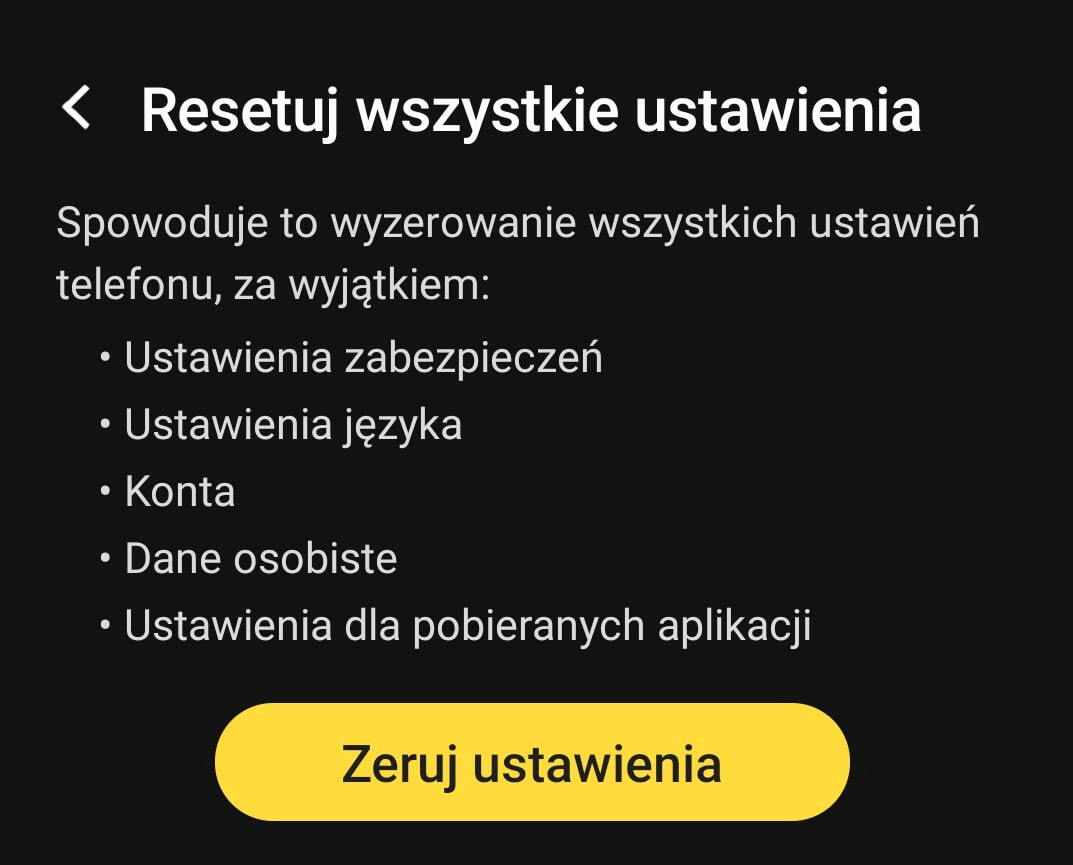 Resetuj wszystkie ustawienia
Spowoduje to wyzerowanie wszystkich ustawień
telefonu, za wyjątkiem:
• Ustawienia zabezpieczeń
• Ustawienia języka
• Konta
• Dane osobiste
• Ustawienia dla pobieranych aplikacji
Zeruj ustawienia